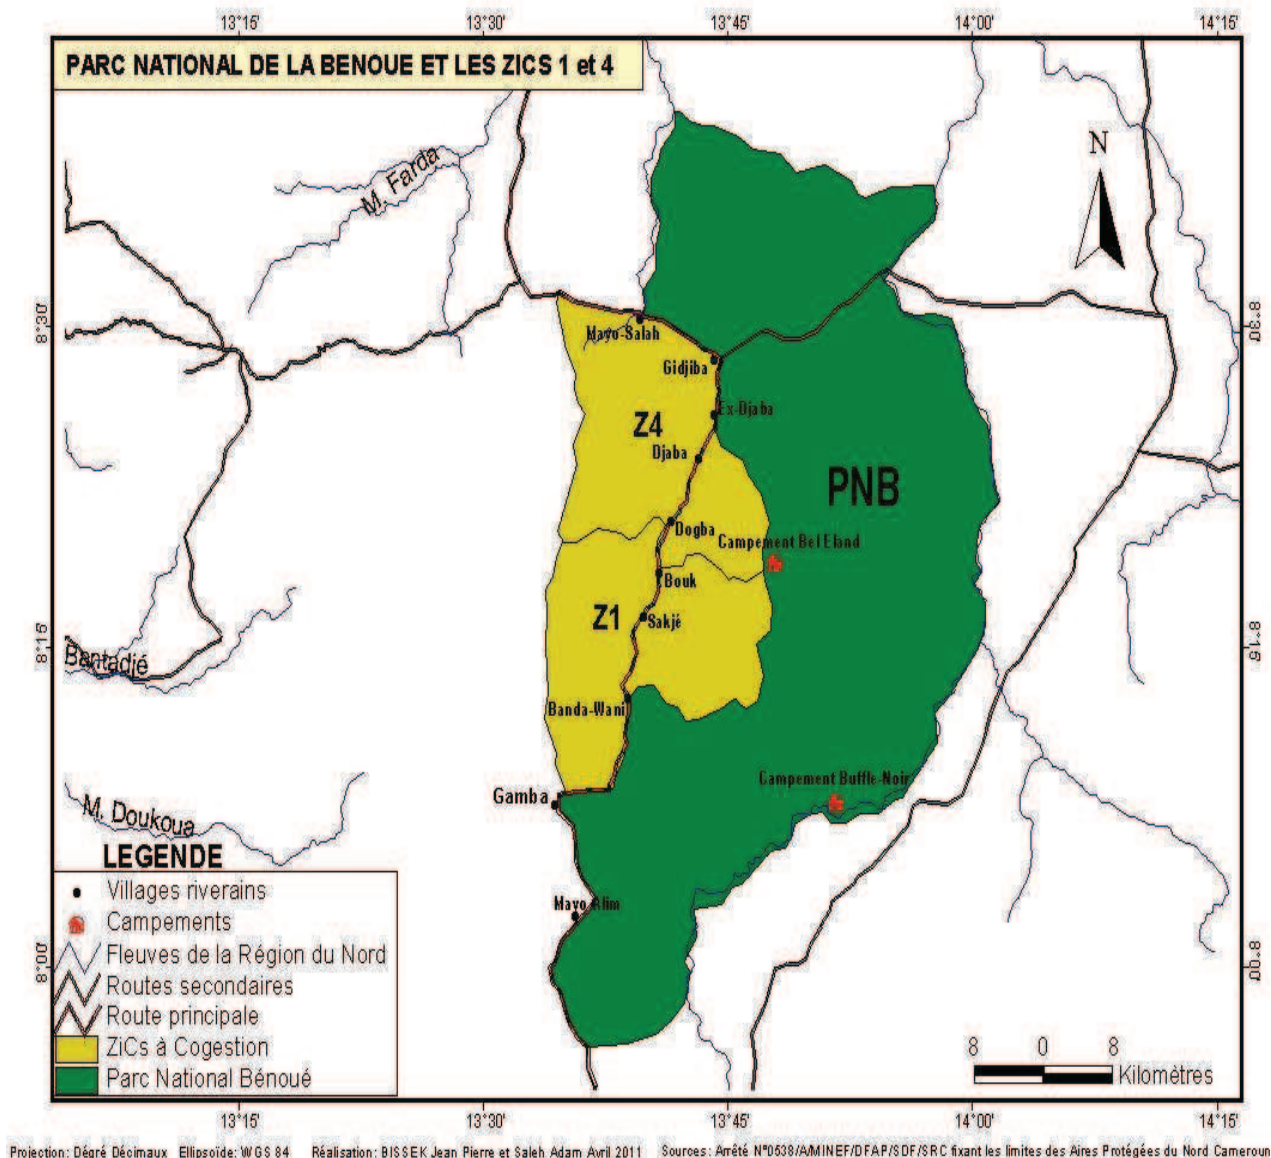 13°15'
13°30'
13°45'
14°00'
14°15'
PARC NATIONAL DE LA BENOUE ET LES ZICS 1 et 4
M. Farda
N
8°30'
8°30
Mayo-Salah
Gidjiba
Ex-Djaba
Z4
Djaba
PNB
Dogba
Campement Bel Eland
Bouk
Z1
Sakjé
8°15'
8°15
Bantadjé
Banda-Wani
Campement Buffle-Noir
Gamba
M. Doukoua
LEGENDE
Villages riverains
Mayo Alim
Campements
Fleuves de la Région du Nord
8°00'
8°00
Routes secondaires
Route principale
ZiCs à Cogestion
Parc National Bénoué
8 0 8
Kilomètres
13°15'
13°30'
13°45'
14°00'
14°15'
Projection: Dégré Décimaux Ellipsoïde: WGS 84 Réalisation: BISSEK Jean Pierre et Saleh Adam Avril 2011 Sources: Arrêté N°0538/A/MINEF/DFAP/SDF/SRC fixant les limites des Aires Protégées du Nord Cameroun